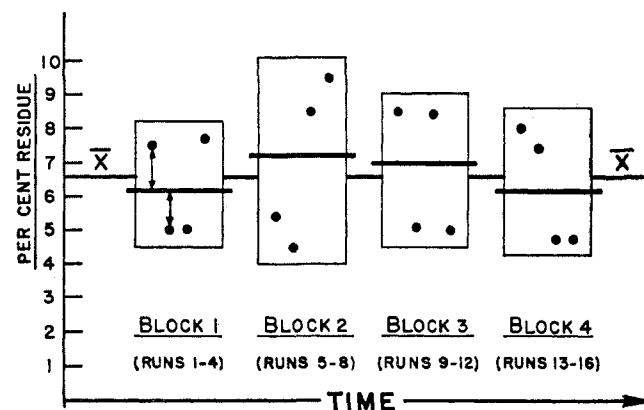 PER CENT RESIDUE
10
9
8
7
6
5
4
3
2
1
X̄
X̄
BLOCK 1
BLOCK 2
BLOCK 3
BLOCK 4
(RUNS 1-4)
(RUNS 5-8)
(RUNS 9-12)
(RUNS 13-16)
TIME